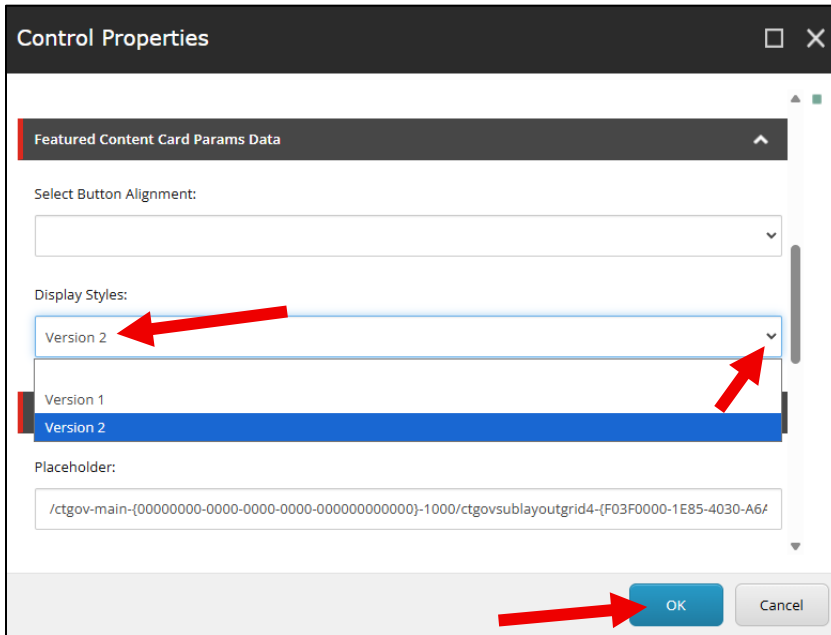 Control Properties
Featured Content Card Params Data
Select Button Alignment:
Display Styles:
Version 2
Version 1
Version 2
Placeholder:
/ctgov-main-{00000000-0000-0000-0000-000000000000}-1000/ctgovsublayoutgrid4-{F03F0000-1E85-4030-A6A
OK
Cancel